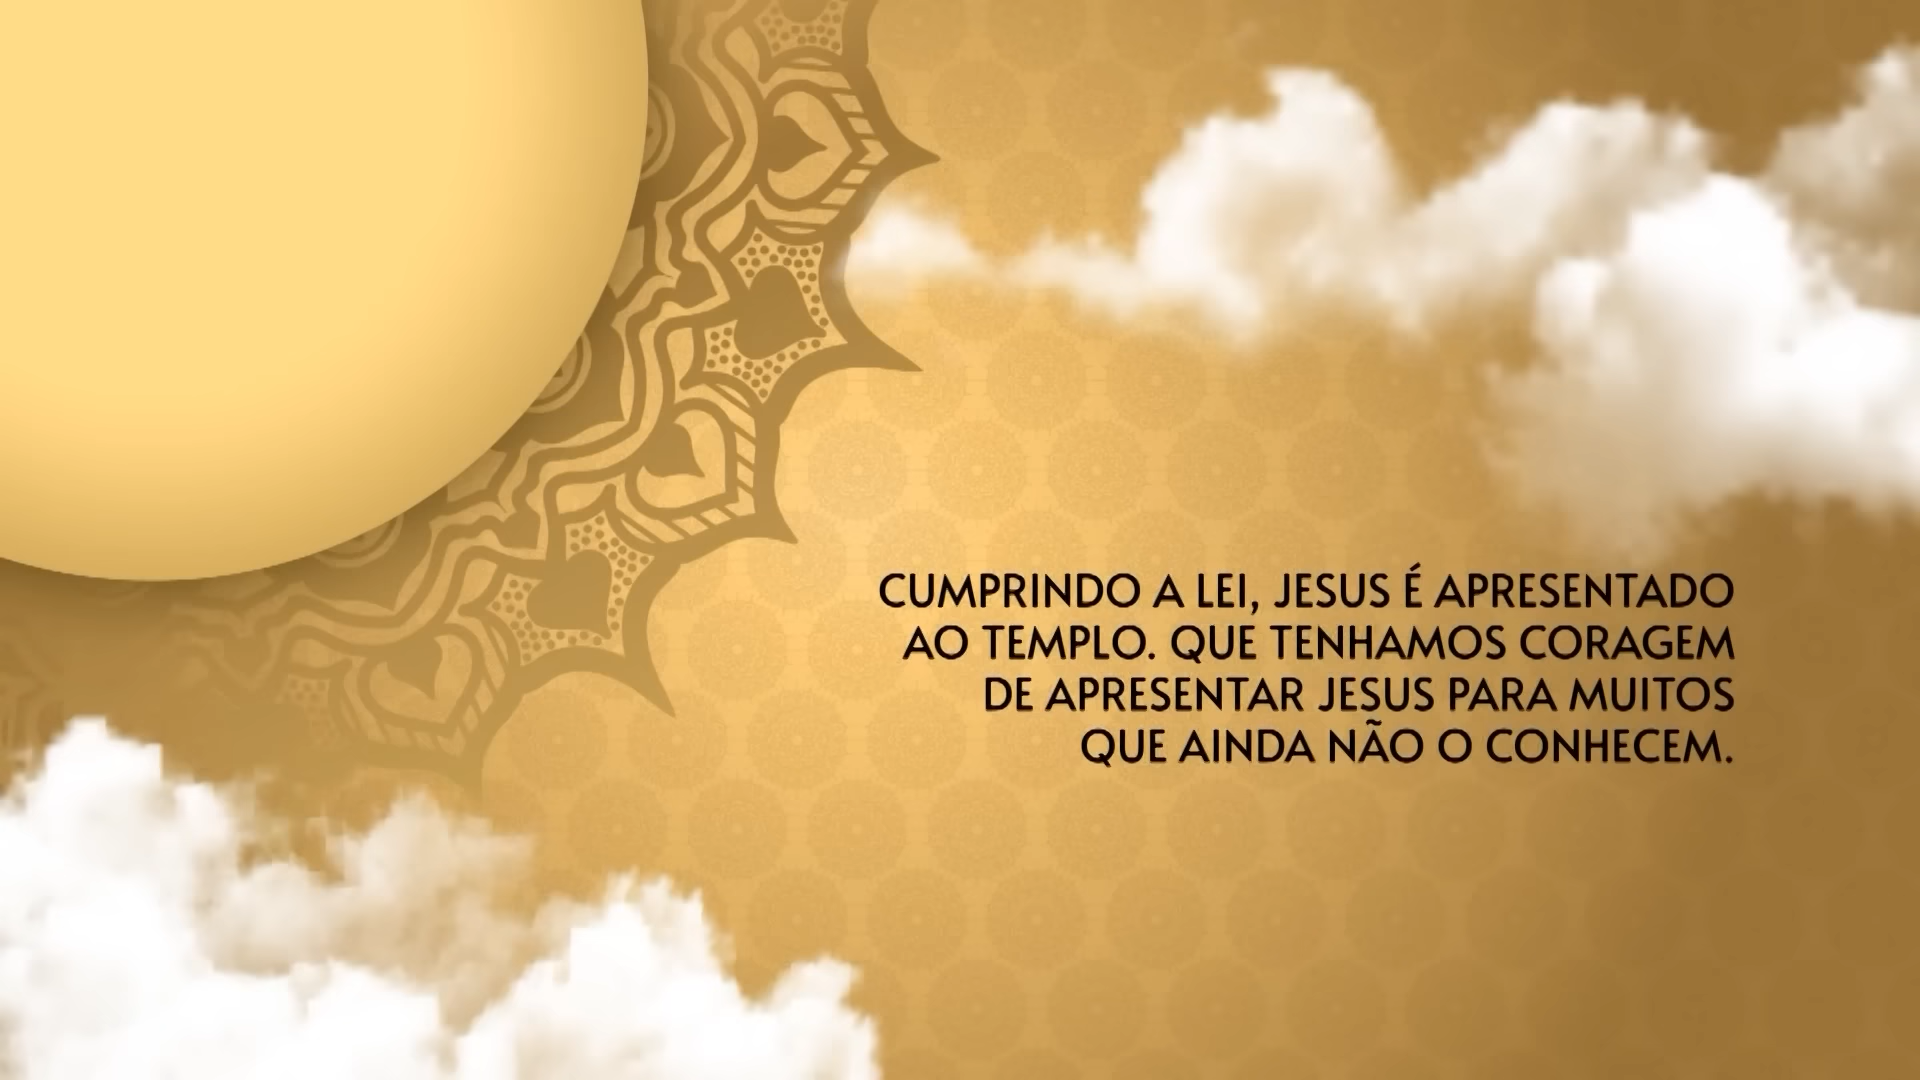 CUMPRINDO A LEI, JESUS É APRESENTADO
AO TEMPLO. QUE TENHAMOS CORAGEM
DE APRESENTAR JESUS PARA MUITOS
QUE AINDA NÃO O CONHECEM.